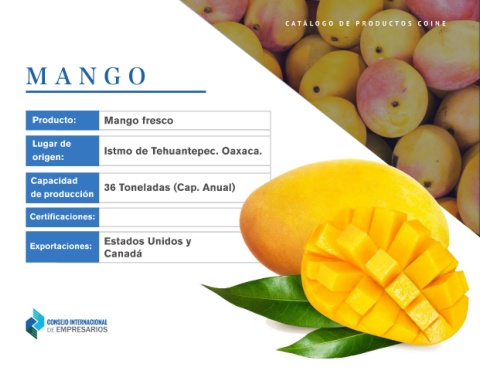 CATÁLOGO DE PRODUCTOS COINE
MANGO
Producto: Mango fresco
Lugar de
origen: Istmo de Tehuantepec. Oaxaca.
Capacidad
de producción 36 Toneladas (Cap. Anual)
Certificaciones:
Exportaciones: Estados Unidos y
Canadá
CONSEJO INTERNACIONAL
DE EMPRESARIOS